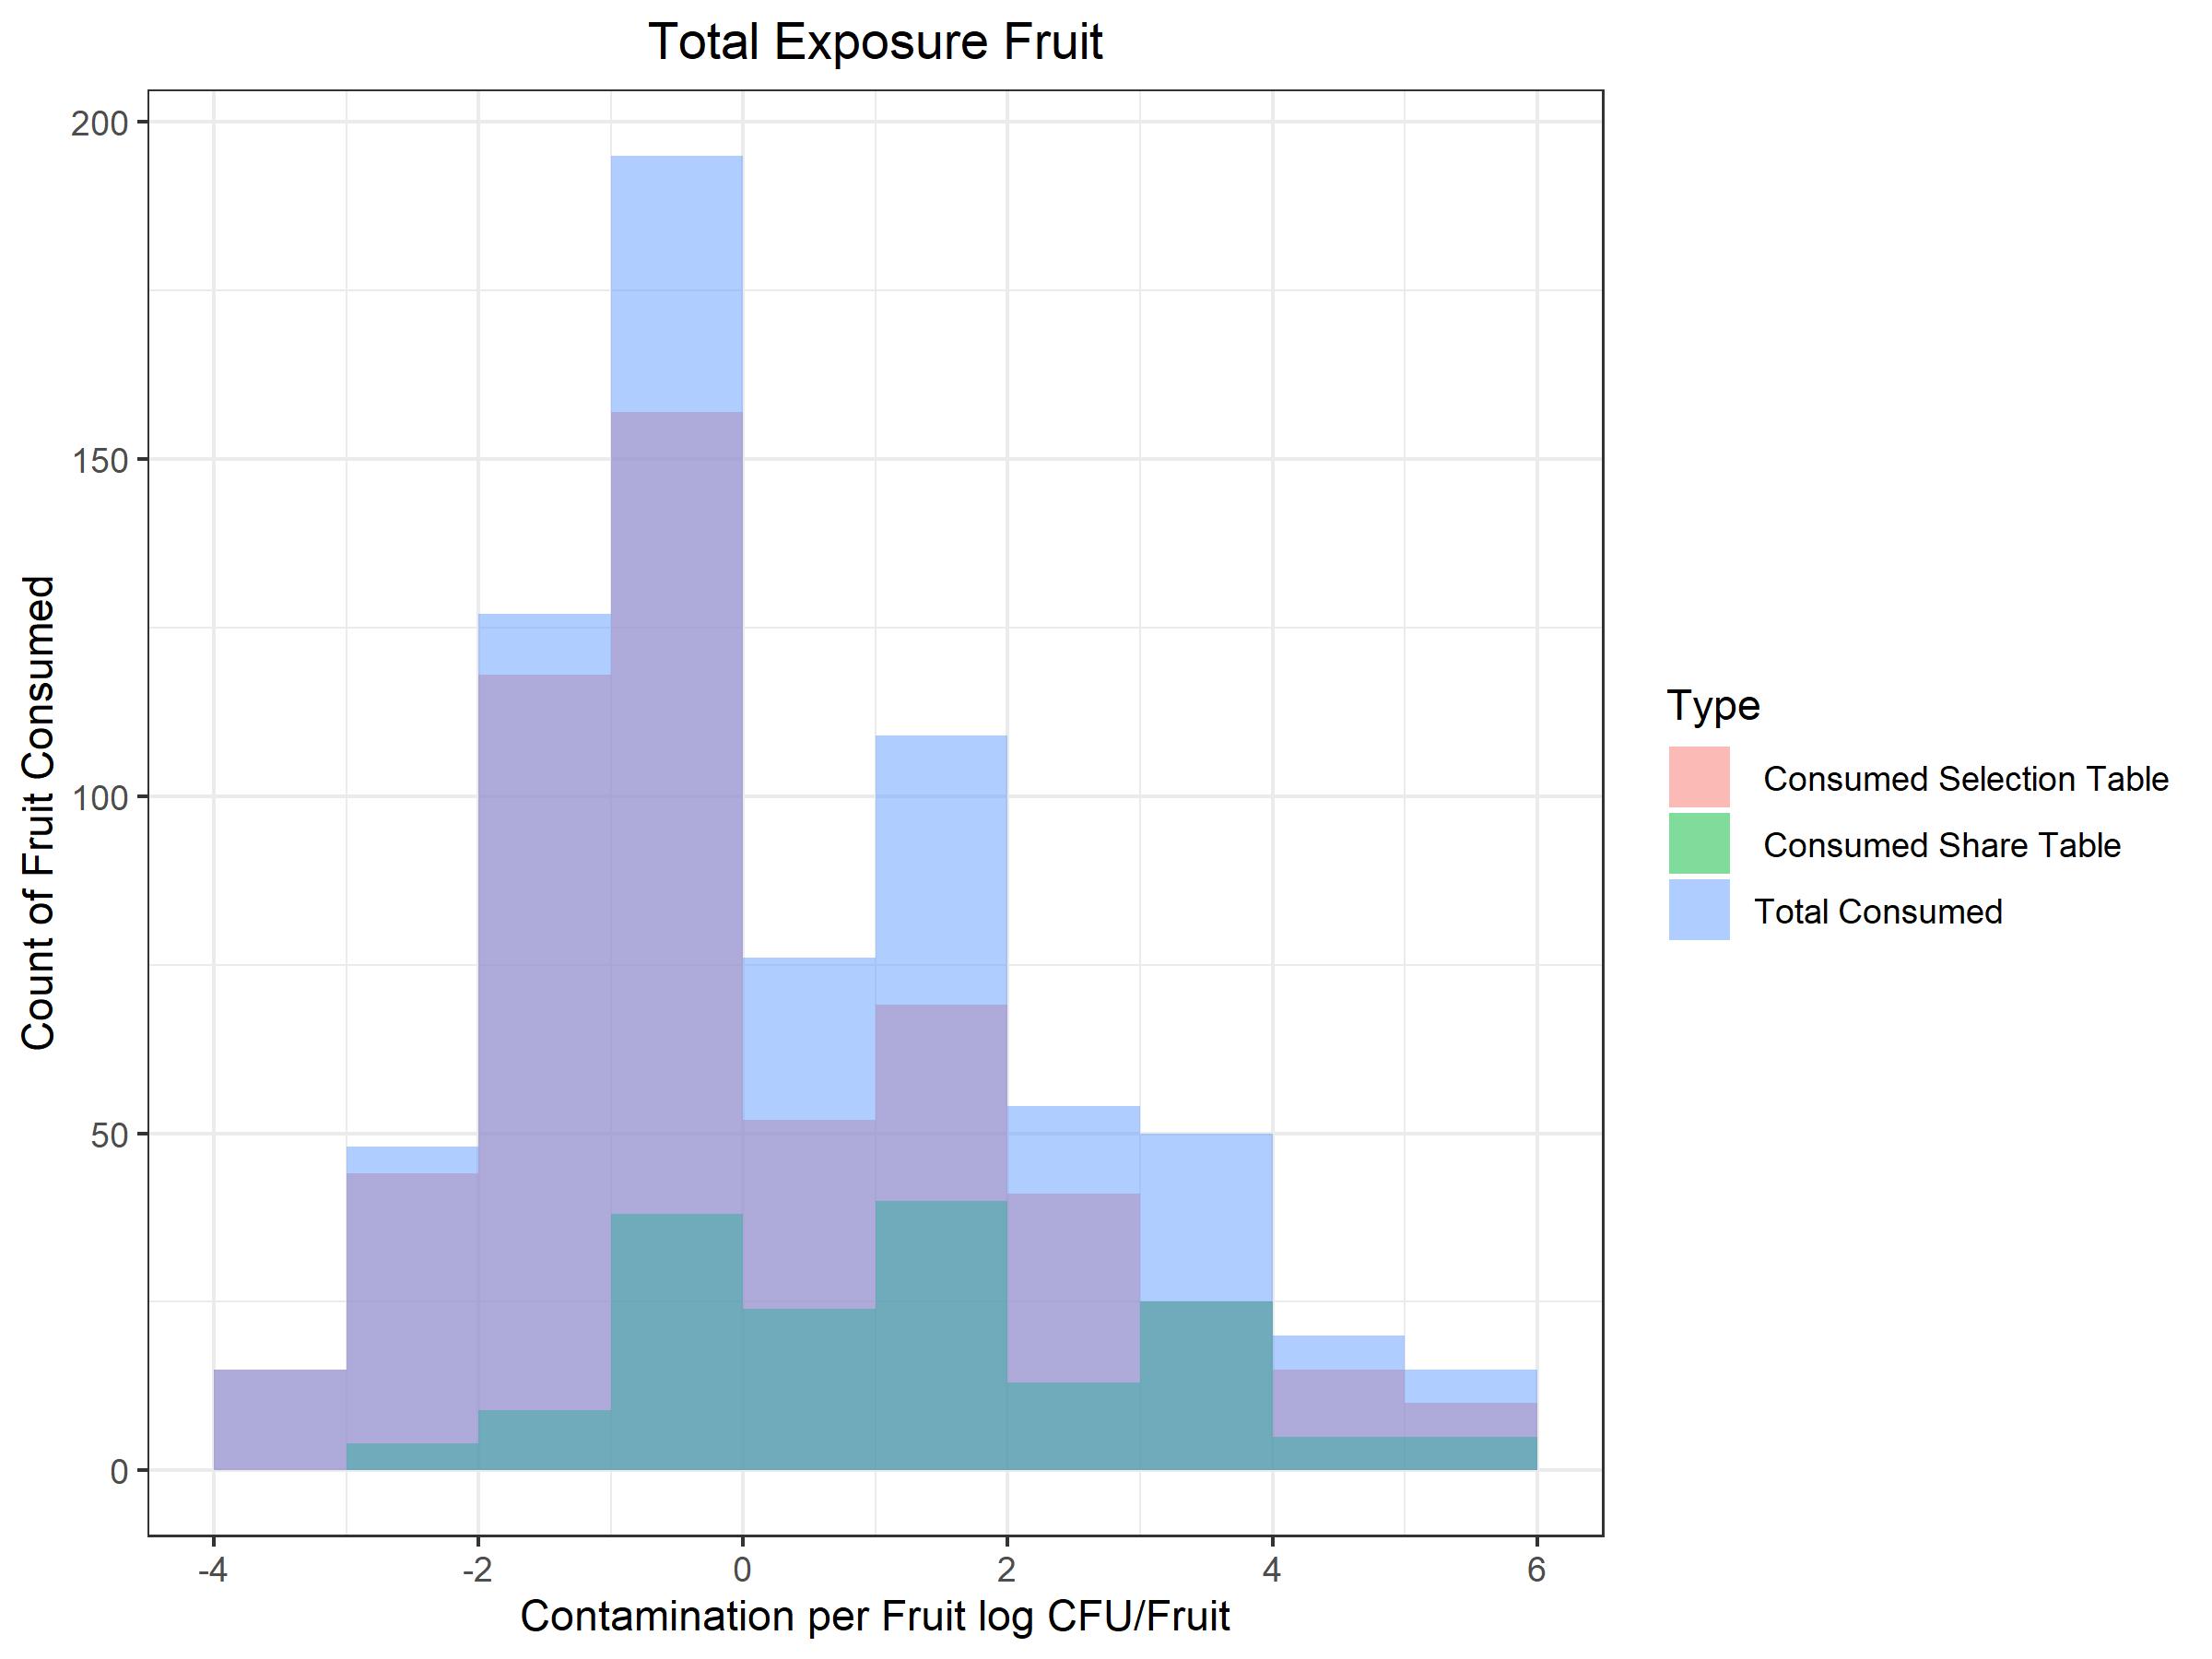 Total Exposure Fruit
200
150
100
50
0
Count of Fruit Consumed
-4
-2
0
2
4
6
Contamination per Fruit log CFU/Fruit
Type
Consumed Selection Table
Consumed Share Table
Total Consumed